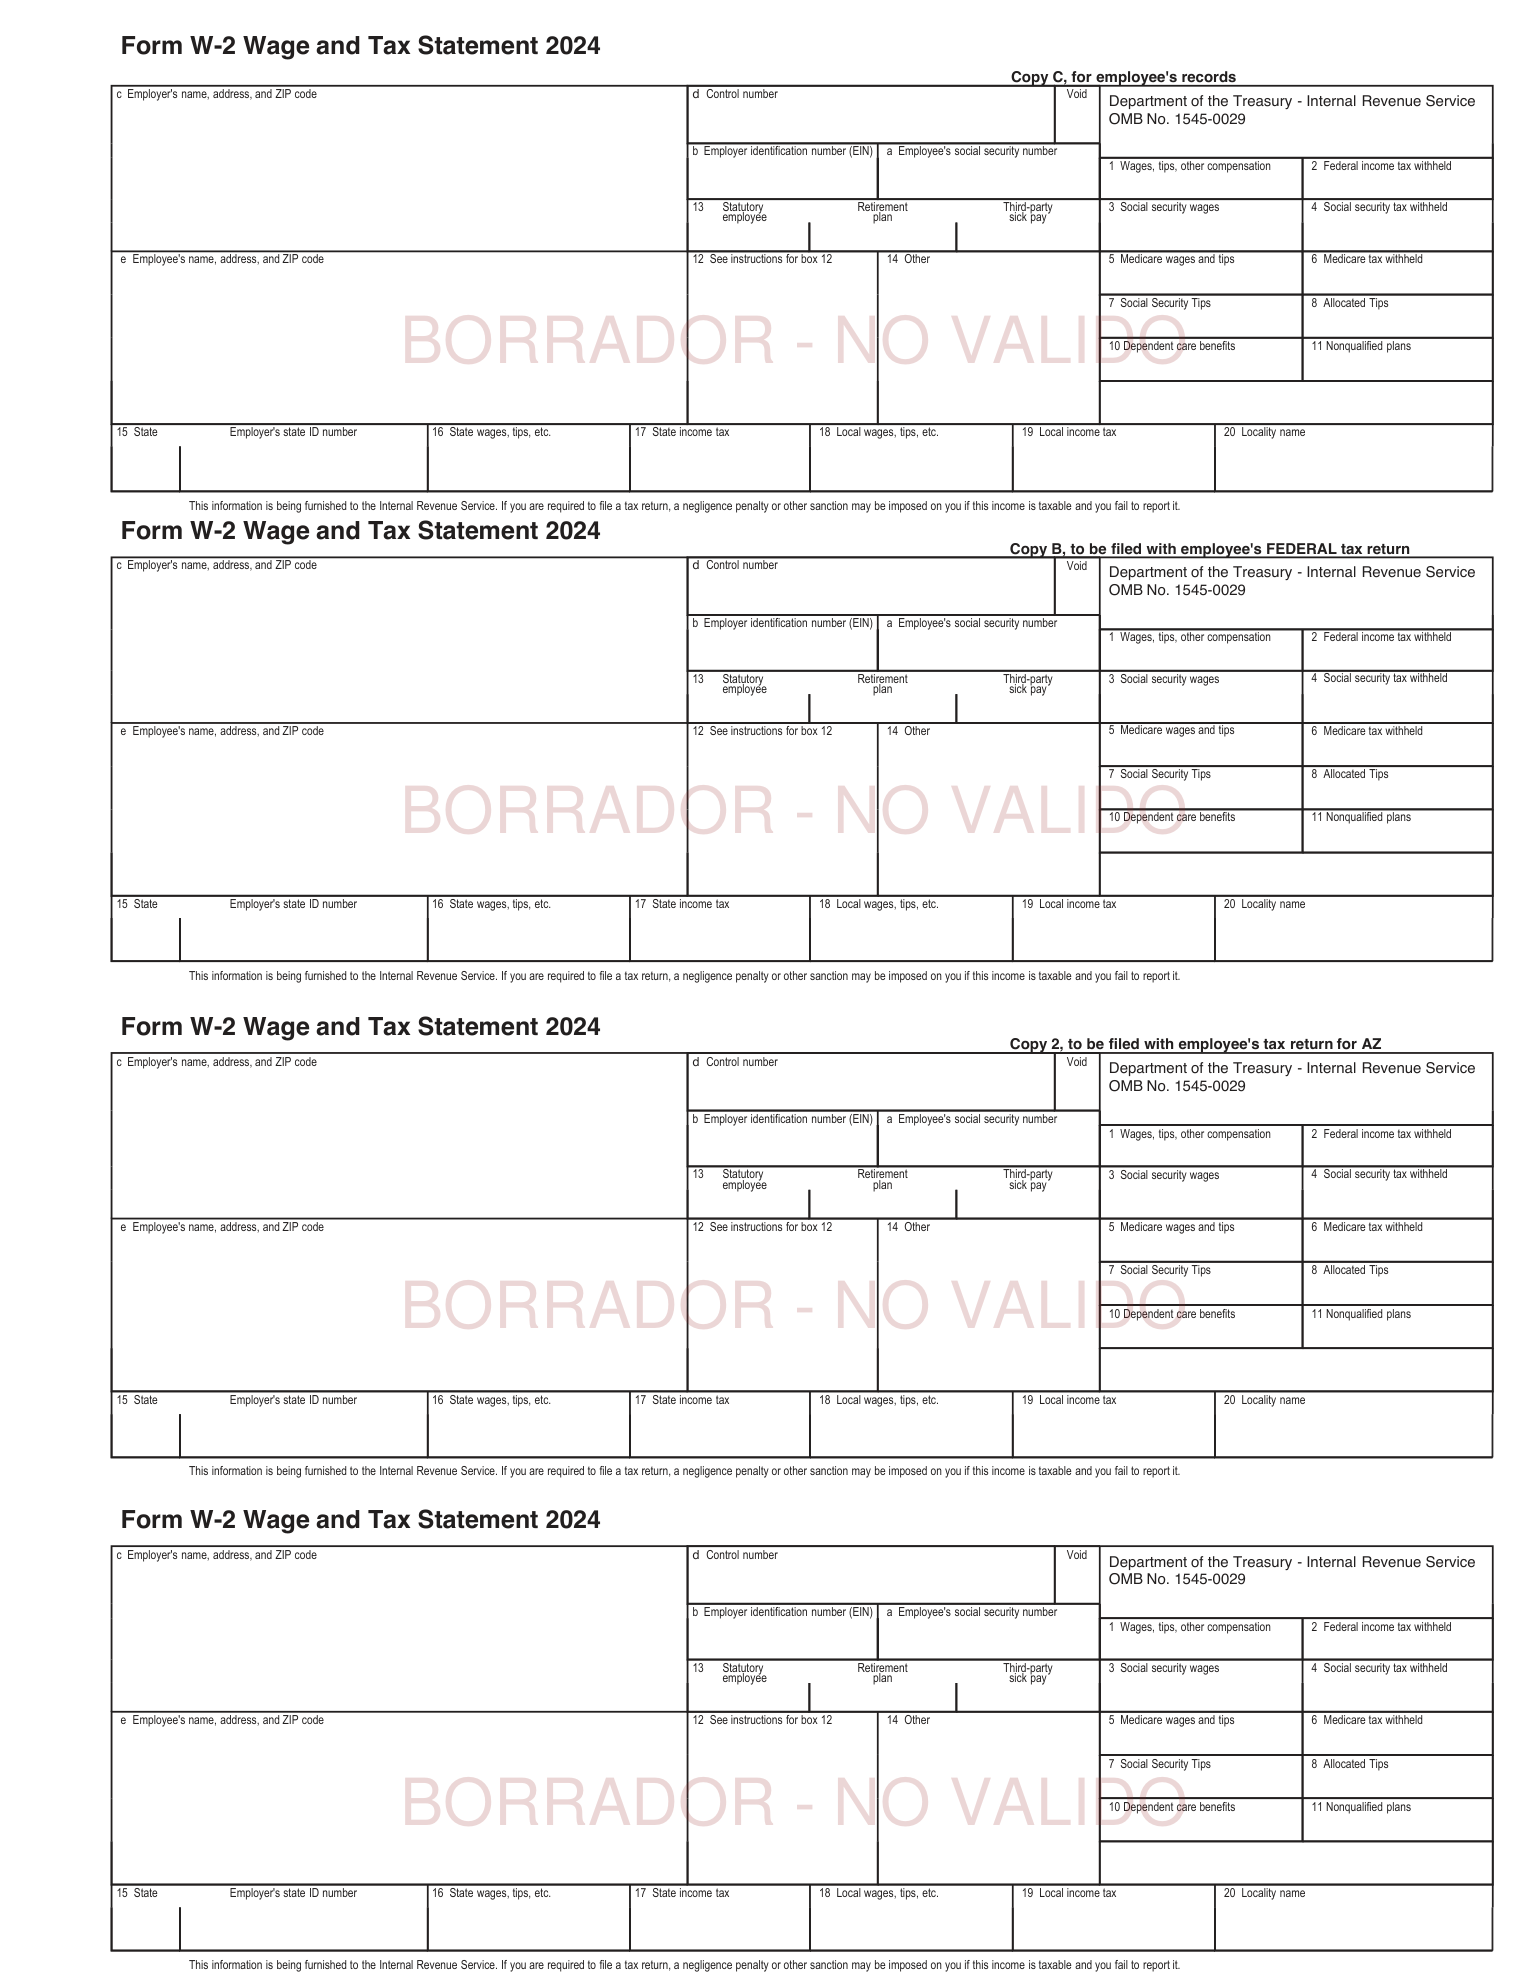 Form W-2 Wage and Tax Statement 2024
Copy C, for employee's records
c Employer's name, address, and ZIP code
d Control number
Void
Department of the Treasury - Internal Revenue Service
OMB No. 1545-0029
b Employer identification number (EIN)
a Employee's social security number
1 Wages, tips, other compensation
2 Federal income tax withheld
13 Statutory employee
Retirement plan
Third-party sick pay
3 Social security wages
4 Social security tax withheld
e Employee's name, address, and ZIP code
12 See instructions for box 12
14 Other
5 Medicare wages and tips
6 Medicare tax withheld
7 Social Security Tips
8 Allocated Tips
BORRADOR - NO VALIDO
10 Dependent care benefits
11 Nonqualified plans
15 State
Employer's state ID number
16 State wages, tips, etc.
17 State income tax
18 Local wages, tips, etc.
19 Local income tax
20 Locality name
This information is being furnished to the Internal Revenue Service. If you are required to file a tax return, a negligence penalty or other sanction may be imposed on you if this income is taxable and you fail to report it.
Form W-2 Wage and Tax Statement 2024
Copy B, to be filed with employee's FEDERAL tax return
c Employer's name, address, and ZIP code
d Control number
Void
Department of the Treasury - Internal Revenue Service
OMB No. 1545-0029
b Employer identification number (EIN)
a Employee's social security number
1 Wages, tips, other compensation
2 Federal income tax withheld
13 Statutory employee
Retirement plan
Third-party sick pay
3 Social security wages
4 Social security tax withheld
e Employee's name, address, and ZIP code
12 See instructions for box 12
14 Other
5 Medicare wages and tips
6 Medicare tax withheld
7 Social Security Tips
8 Allocated Tips
BORRADOR - NO VALIDO
10 Dependent care benefits
11 Nonqualified plans
15 State
Employer's state ID number
16 State wages, tips, etc.
17 State income tax
18 Local wages, tips, etc.
19 Local income tax
20 Locality name
This information is being furnished to the Internal Revenue Service. If you are required to file a tax return, a negligence penalty or other sanction may be imposed on you if this income is taxable and you fail to report it.
Form W-2 Wage and Tax Statement 2024
Copy 2, to be filed with employee's tax return for AZ
c Employer's name, address, and ZIP code
d Control number
Void
Department of the Treasury - Internal Revenue Service
OMB No. 1545-0029
b Employer identification number (EIN)
a Employee's social security number
1 Wages, tips, other compensation
2 Federal income tax withheld
13 Statutory employee
Retirement plan
Third-party sick pay
3 Social security wages
4 Social security tax withheld
e Employee's name, address, and ZIP code
12 See instructions for box 12
14 Other
5 Medicare wages and tips
6 Medicare tax withheld
7 Social Security Tips
8 Allocated Tips
BORRADOR - NO VALIDO
10 Dependent care benefits
11 Nonqualified plans
15 State
Employer's state ID number
16 State wages, tips, etc.
17 State income tax
18 Local wages, tips, etc.
19 Local income tax
20 Locality name
This information is being furnished to the Internal Revenue Service. If you are required to file a tax return, a negligence penalty or other sanction may be imposed on you if this income is taxable and you fail to report it.
Form W-2 Wage and Tax Statement 2024
c Employer's name, address, and ZIP code
d Control number
Void
Department of the Treasury - Internal Revenue Service
OMB No. 1545-0029
b Employer identification number (EIN)
a Employee's social security number
1 Wages, tips, other compensation
2 Federal income tax withheld
13 Statutory employee
Retirement plan
Third-party sick pay
3 Social security wages
4 Social security tax withheld
e Employee's name, address, and ZIP code
12 See instructions for box 12
14 Other
5 Medicare wages and tips
6 Medicare tax withheld
7 Social Security Tips
8 Allocated Tips
BORRADOR - NO VALIDO
10 Dependent care benefits
11 Nonqualified plans
15 State
Employer's state ID number
16 State wages, tips, etc.
17 State income tax
18 Local wages, tips, etc.
19 Local income tax
20 Locality name
This information is being furnished to the Internal Revenue Service. If you are required to file a tax return, a negligence penalty or other sanction may be imposed on you if this income is taxable and you fail to report it.